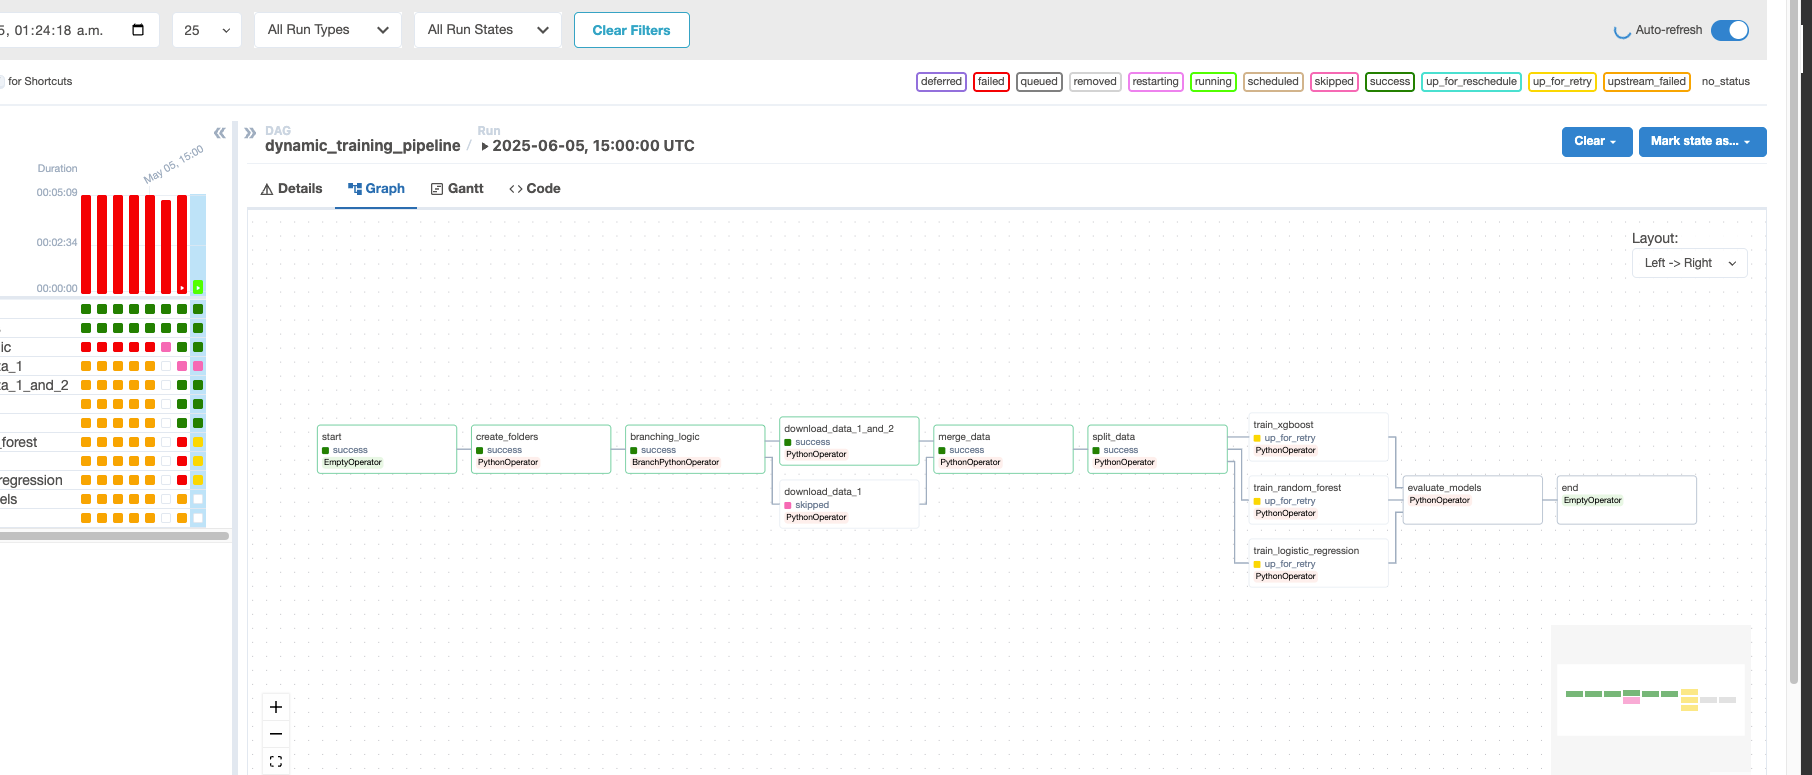 5, 01:24:18 a.m.
25
All Run Types
All Run States
Clear Filters
Auto-refresh
for Shortcuts
deferred
failed
queued
removed
restarting
running
scheduled
skipped
success
up_for_reschedule
up_for_retry
upstream_failed
no_status
DAG
dynamic_training_pipeline
/
Run
2025-06-05, 15:00:00 UTC
Clear
Mark state as...
Details
Graph
Gantt
Code
May 05, 15:00
Duration
00:05:09
00:02:34
00:00:00
ic
ta_1
ta_1_and_2
_forest
regression
els
Layout:
Left -> Right
start
success
EmptyOperator
create_folders
success
PythonOperator
branching_logic
success
BranchPythonOperator
download_data_1_and_2
success
PythonOperator
download_data_1
skipped
PythonOperator
merge_data
success
PythonOperator
split_data
success
PythonOperator
train_xgboost
up_for_retry
PythonOperator
train_random_forest
up_for_retry
PythonOperator
train_logistic_regression
up_for_retry
PythonOperator
evaluate_models
PythonOperator
end
EmptyOperator